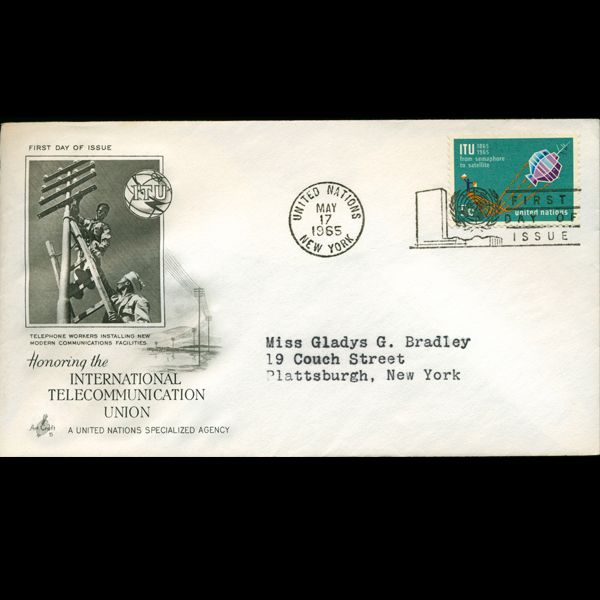 FIRST DAY OF ISSUE
ITU
TELEPHONE WORKERS INSTALLING NEW
MODERN COMMUNICATIONS FACILITIES
Honoring the
INTERNATIONAL
TELECOMMUNICATION
UNION
A UNITED NATIONS SPECIALIZED AGENCY
UNITED NATIONS
MAY
17
1965
NEW YORK
ITU 1865
1965
from semaphore
to satellite
united nations
FIRST
DAY OF
ISSUE
Miss Gladys G. Bradley
19 Couch Street
Plattsburgh, New York